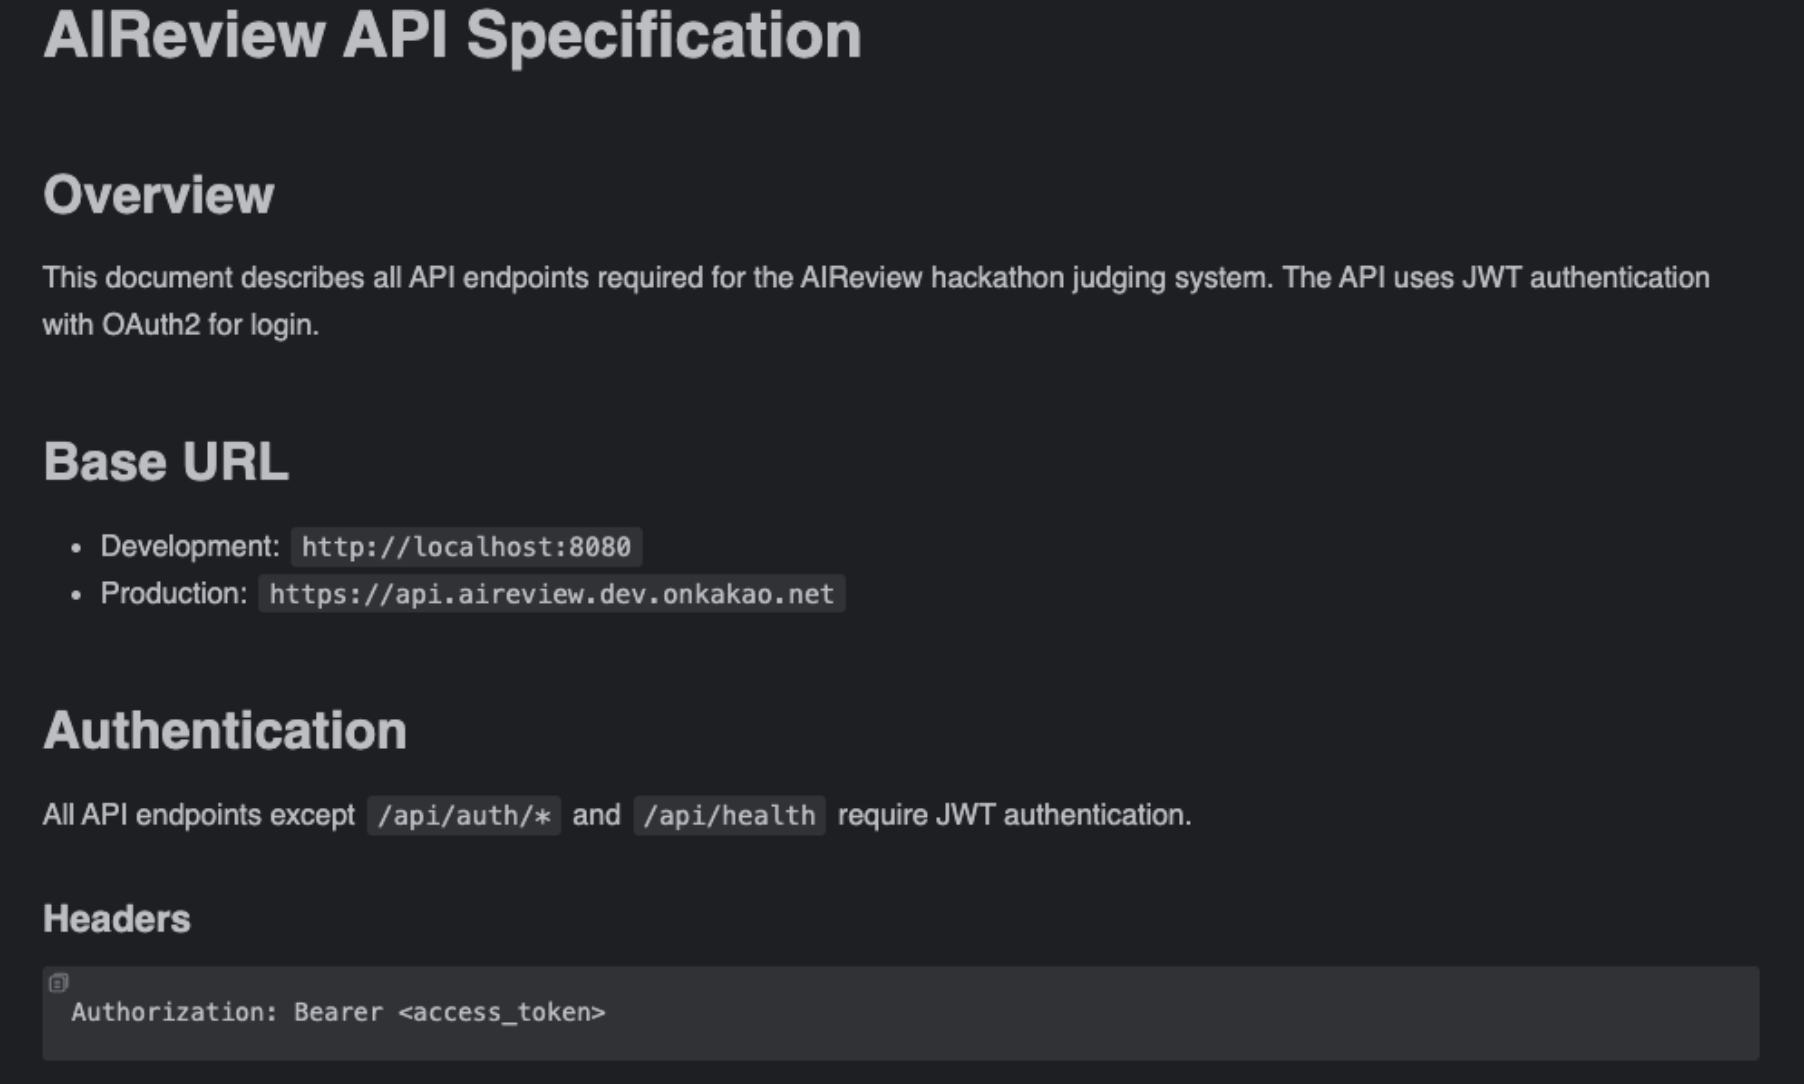 AIReview API Specification
Overview
This document describes all API endpoints required for the AIReview hackathon judging system. The API uses JWT authentication
with OAuth2 for login.
Base URL
• Development: http://localhost:8080
• Production: https://api.aireview.dev.onkakao.net
Authentication
All API endpoints except /api/auth/* and /api/health require JWT authentication.
Headers
Authorization: Bearer <access_token>